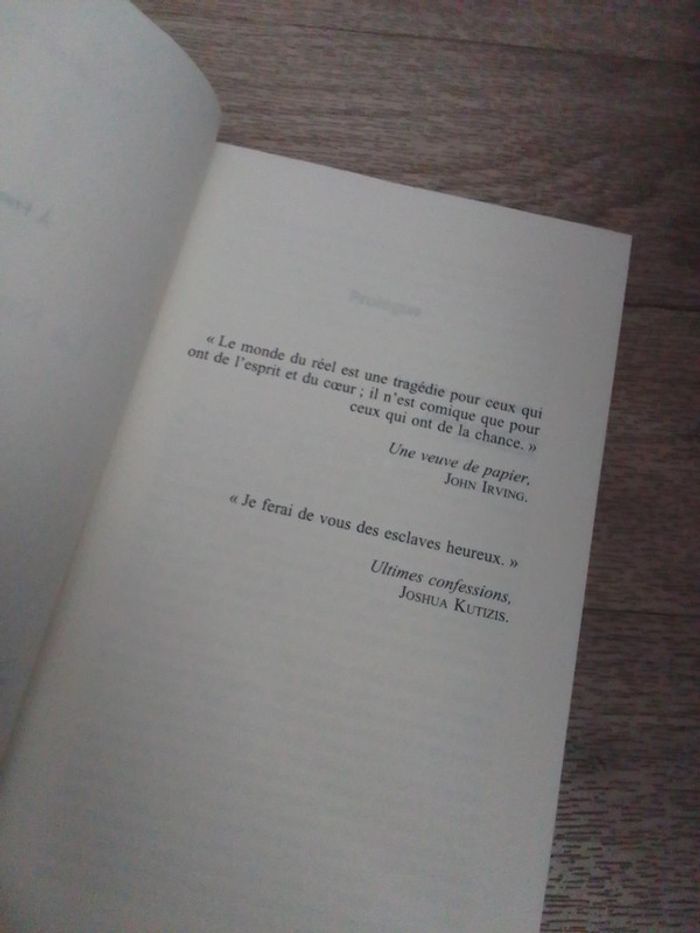 « Le monde du réel est une tragédie pour ceux qui
ont de l'esprit et du cœur ; il n'est comique que pour
ceux qui ont de la chance. »
Une veuve de papier,
JOHN IRVING.
« Je ferai de vous des esclaves heureux. »
Ultimes confessions,
JOSHUA KUTIZIS.